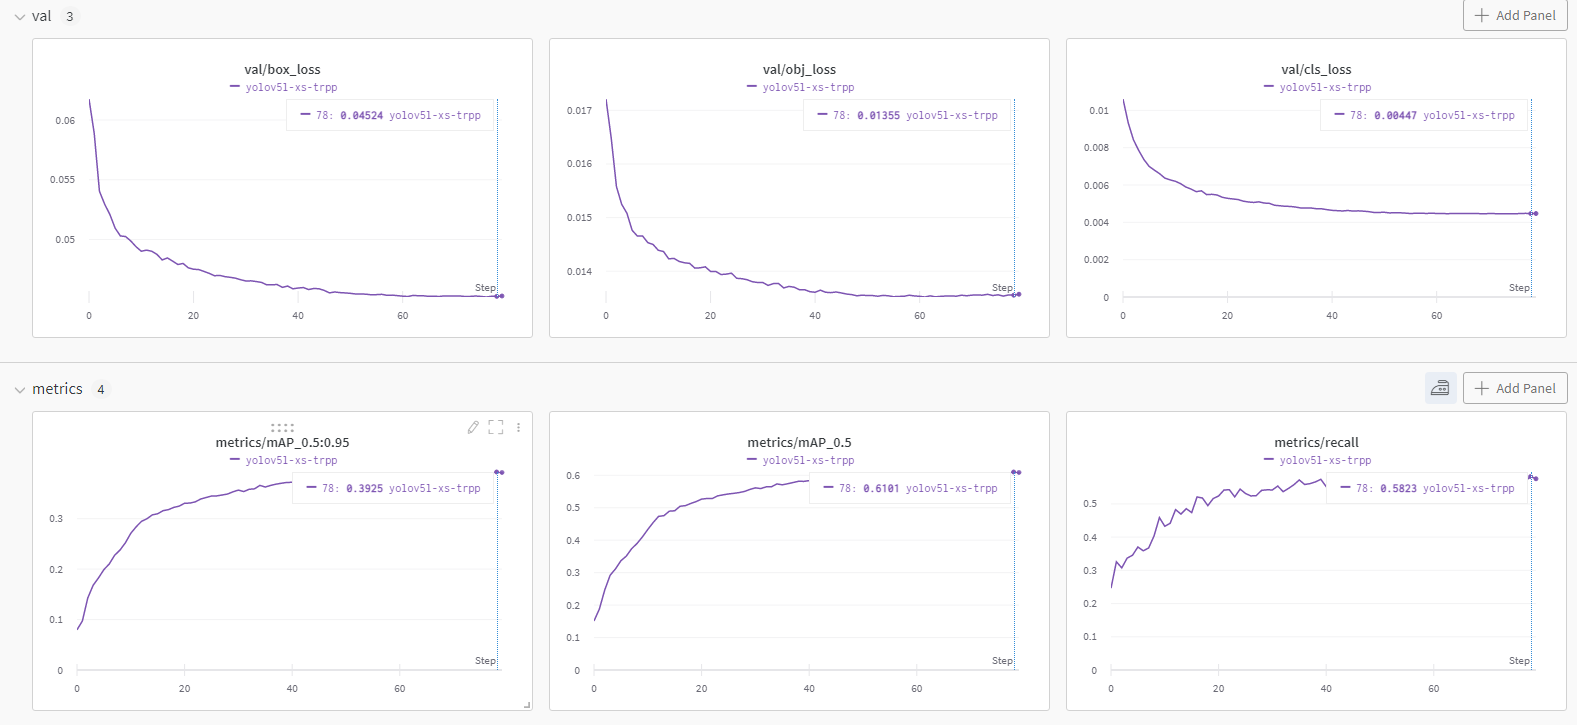 val 3
Add Panel
val/box_loss
yolov5l-xs-trpp
78: 0.04524 yolov5l-xs-trpp
0.06
0.055
0.05
Step
0 20 40 60
val/obj_loss
yolov5l-xs-trpp
78: 0.01355 yolov5l-xs-trpp
0.017
0.016
0.015
0.014
Step
0 20 40 60
val/cls_loss
yolov5l-xs-trpp
78: 0.00447 yolov5l-xs-trpp
0.01
0.008
0.006
0.004
0.002
0
Step
0 20 40 60
metrics 4
Add Panel
metrics/mAP_0.5:0.95
yolov5l-xs-trpp
78: 0.3925 yolov5l-xs-trpp
0.3
0.2
0.1
0
Step
0 20 40 60
metrics/mAP_0.5
yolov5l-xs-trpp
78: 0.6101 yolov5l-xs-trpp
0.6
0.5
0.4
0.3
0.2
0.1
0
Step
0 20 40 60
metrics/recall
yolov5l-xs-trpp
78: 0.5823 yolov5l-xs-trpp
0.5
0.4
0.3
0.2
0.1
0
Step
0 20 40 60